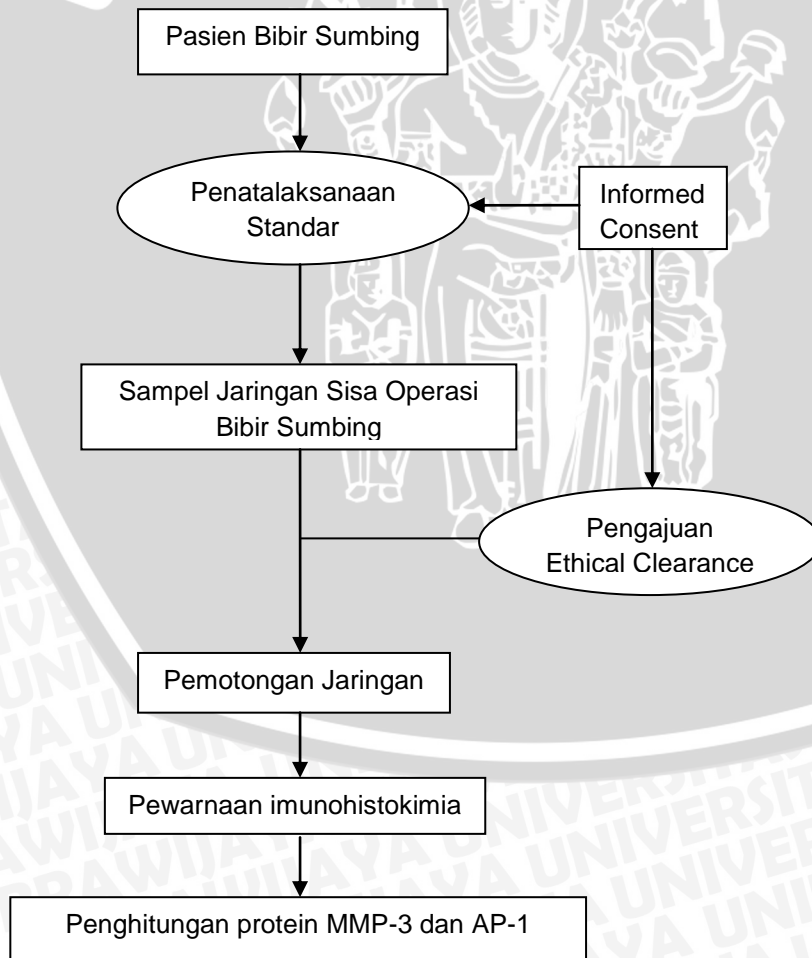 Pasien Bibir Sumbing
Penatalaksanaan
Standar
Informed
Consent
Sampel Jaringan Sisa Operasi
Bibir Sumbing
Pengajuan
Ethical Clearance
Pemotongan Jaringan
Pewarnaan imunohistokimia
Penghitungan protein MMP-3 dan AP-1